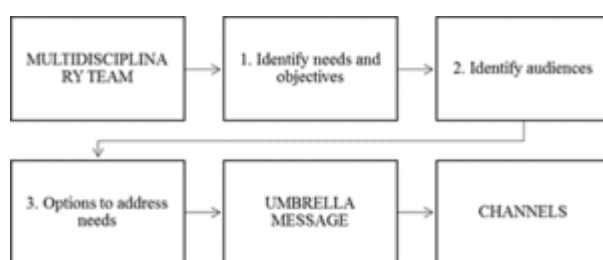 MULTIDISCIPLINA
RY TEAM
1. Identify needs and
objectives
2. Identify audiences
3. Options to address
needs
UMBRELLA
MESSAGE
CHANNELS